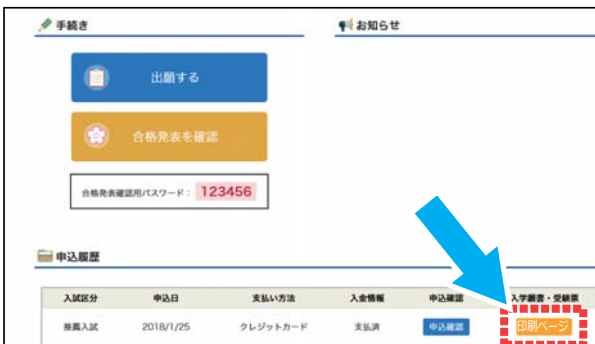 手続き
お知らせ
出願する
合格発表を確認
合格発表確認用パスワード： 123456
申込履歴
入試区分 申込日 支払い方法 入金情報 申込確認 入学願書・受験票
推薦入試 2018/1/25 クレジットカード 支払済 申込確認 印刷ページ